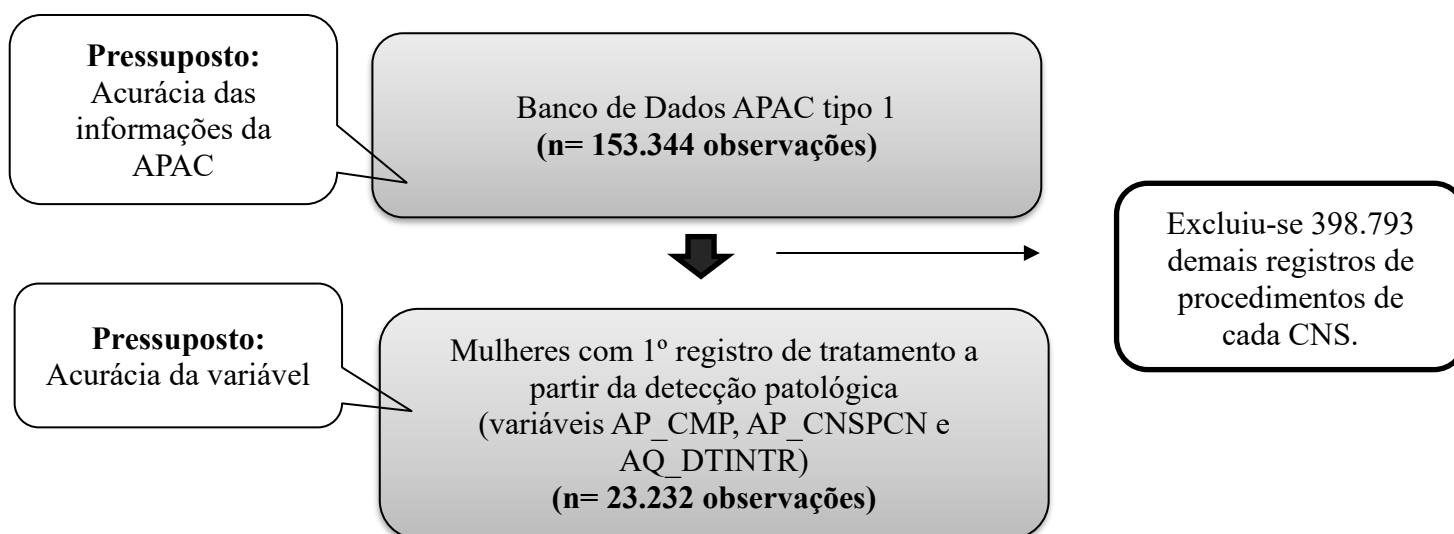 Pressuposto:
Acurácia das
informações da
APAC
Banco de Dados APAC tipo 1
(n= 153.344 observações)
Excluiu-se 398.793
demais registros de
procedimentos de
cada CNS.
Pressuposto:
Acurácia da variável
Mulheres com 1º registro de tratamento a
partir da detecção patológica
(variáveis AP_CMP, AP_CNSPCN e
AQ_DTINTR)
(n= 23.232 observações)